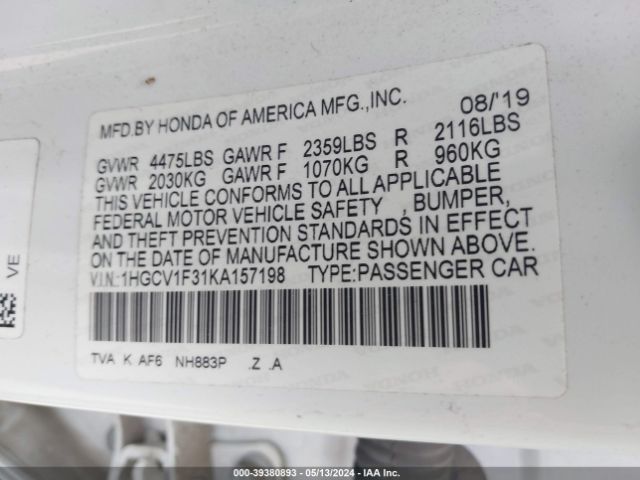 MFD.BY HONDA OF AMERICA MFG.,INC. 08/'19
GVWR 4475LBS GAWR F 2359LBS R 2116LBS
GVWR 2030KG GAWR F 1070KG R 960KG
THIS VEHICLE CONFORMS TO ALL APPLICABLE
FEDERAL MOTOR VEHICLE SAFETY , BUMPER,
AND THEFT PREVENTION STANDARDS IN EFFECT
ON THE DATE OF MANUFACTURE SHOWN ABOVE.
V.I.N.:1HGCV1F31KA157198 TYPE:PASSENGER CAR
TVA K AF6 NH883P .Z .A
VE
000-39380893 - 05/13/2024 - IAA Inc.